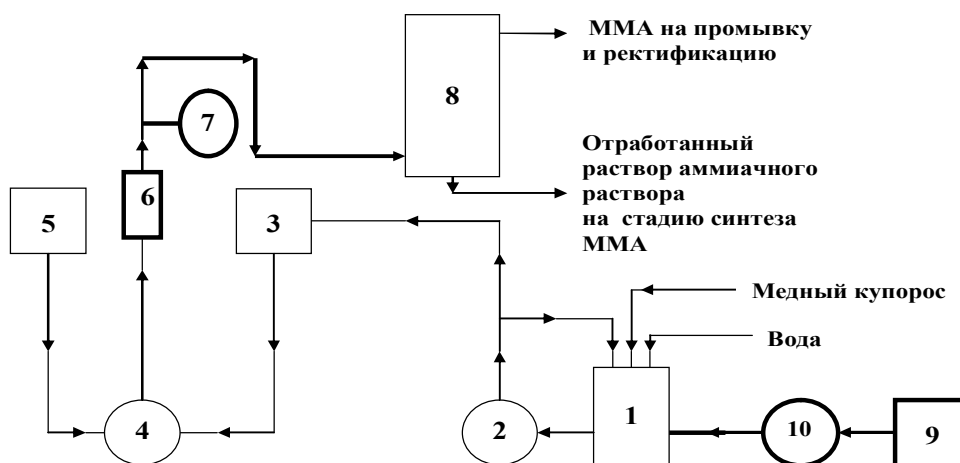 ММА на промывку
и ректификацию
8
7
Отработанный
раствор аммиачного
раствора
на стадию синтеза
ММА
6
5
3
Медный купорос
Вода
4
2
1
10
9